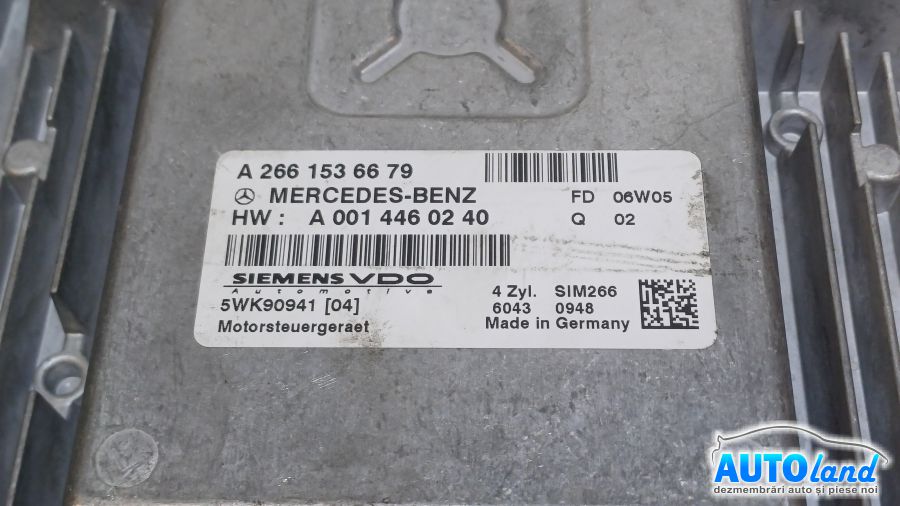 A 266 153 66 79
MERCEDES-BENZ FD 06W05
HW : A 001 446 02 40 Q 02
SIEMENS VDO
Automotive
5WK90941 [04] 4 Zyl. SIM266
6043 0948
Motorsteuergeraet Made in Germany
AUTOland
dezmembrări auto și piese noi